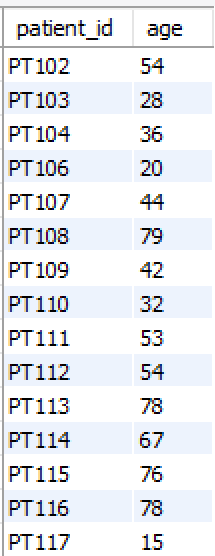 patient_id age
PT102 54
PT103 28
PT104 36
PT106 20
PT107 44
PT108 79
PT109 42
PT110 32
PT111 53
PT112 54
PT113 78
PT114 67
PT115 76
PT116 78
PT117 15